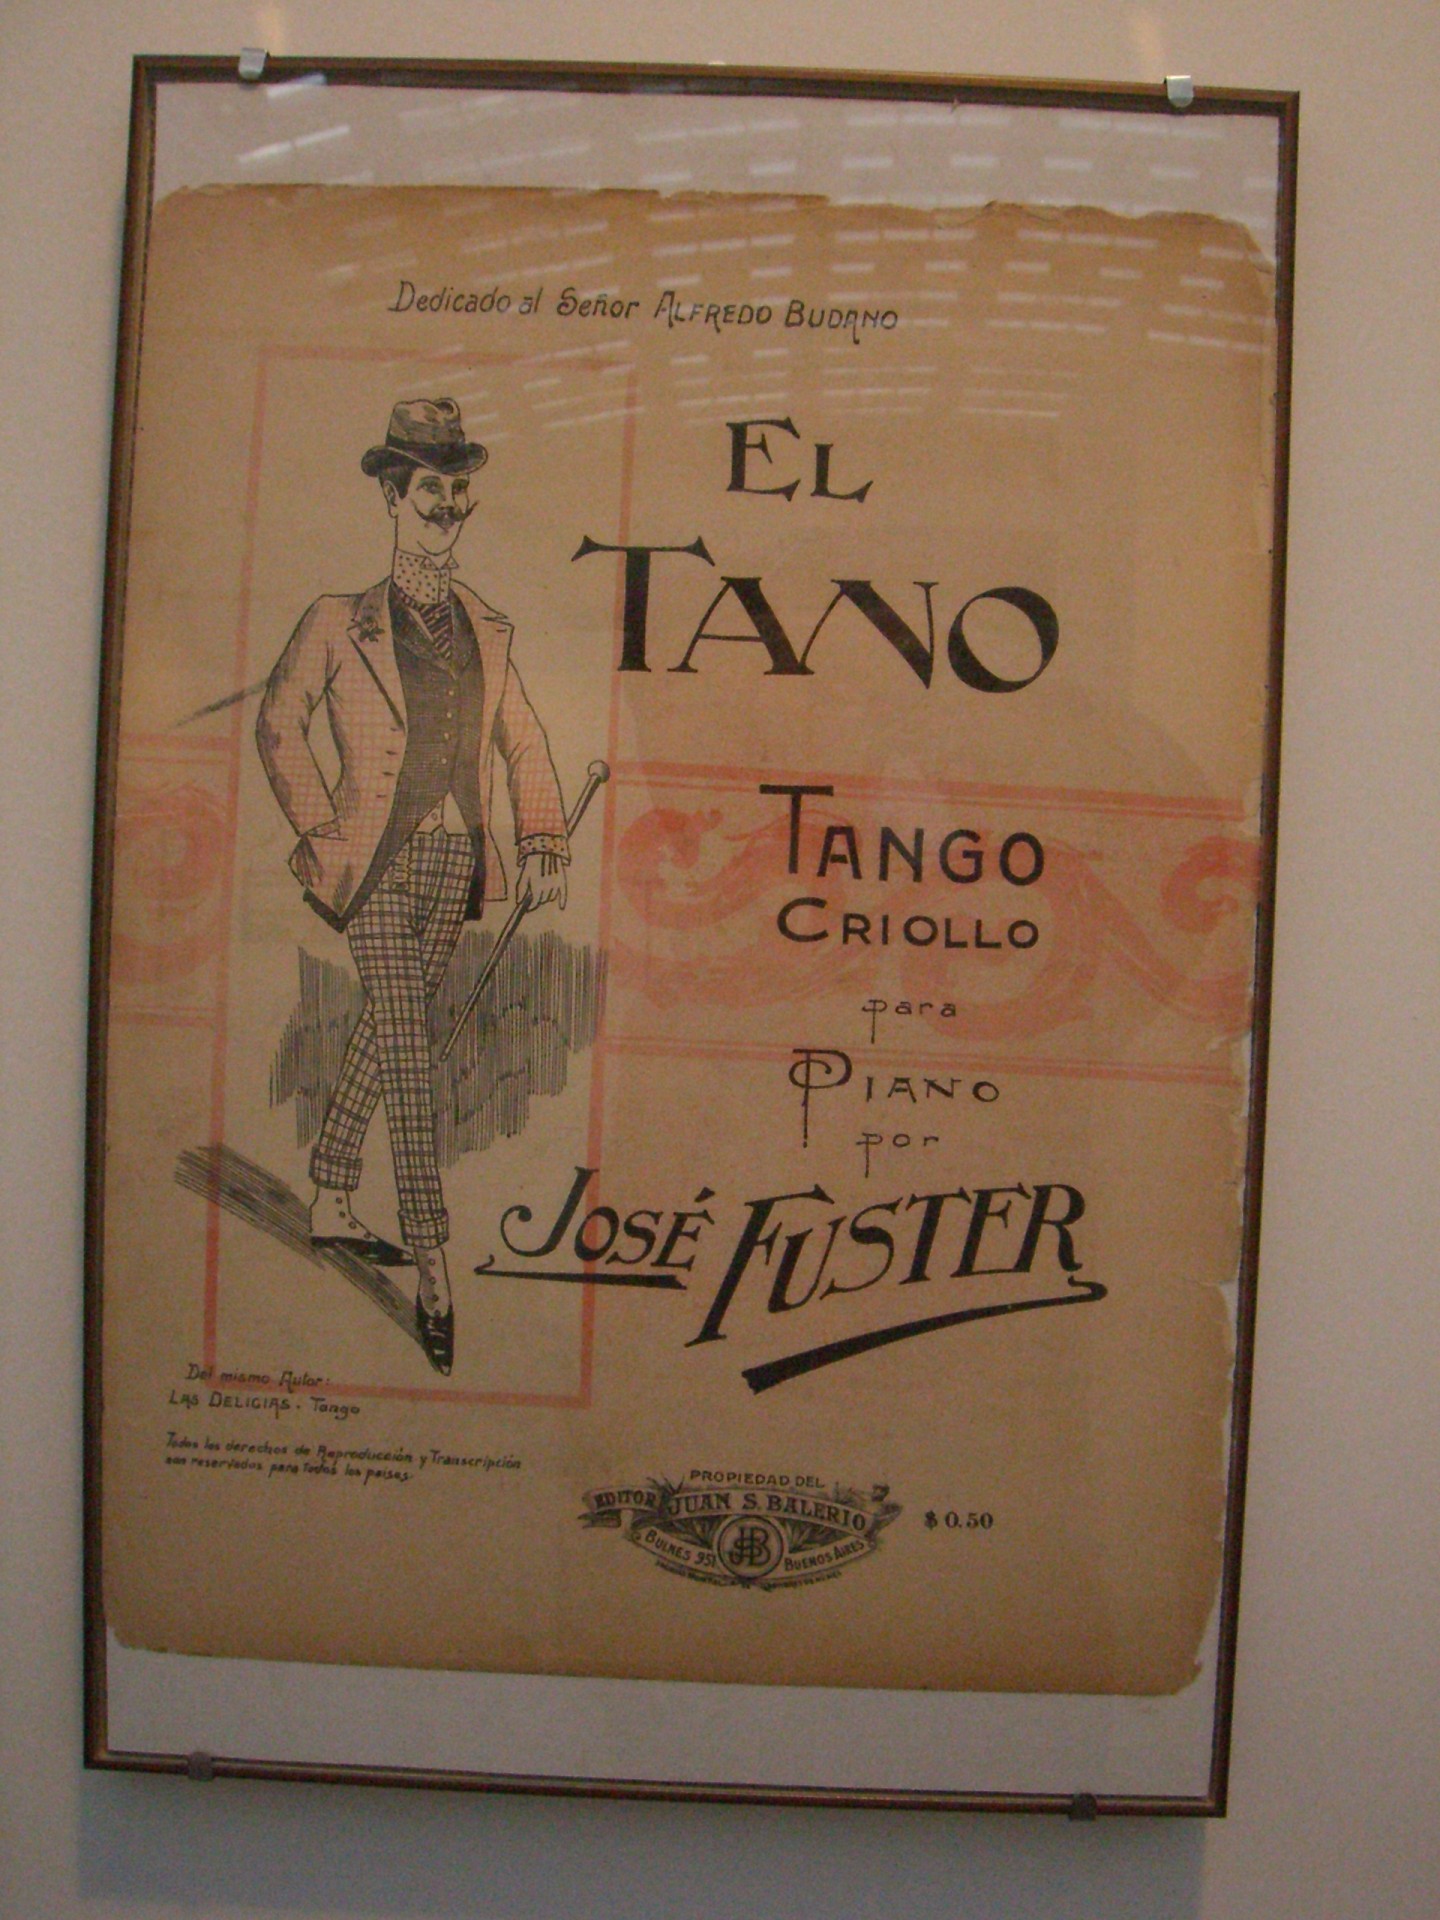 Dedicado al Señor ALFREDO BUDANO
EL
TANO
TANGO
CRIOLLO
para
PIANO
por
JOSÉ FUSTER
Del mismo Autor:
LAS DELICIAS. Tango
Todos los derechos de Reproducción y Transcripción
son reservados para todos los países.
PROPIEDAD DEL
EDITOR JUAN S. BALERIO
BULNES 951 JSB BUENOS AIRES
$ 0.50